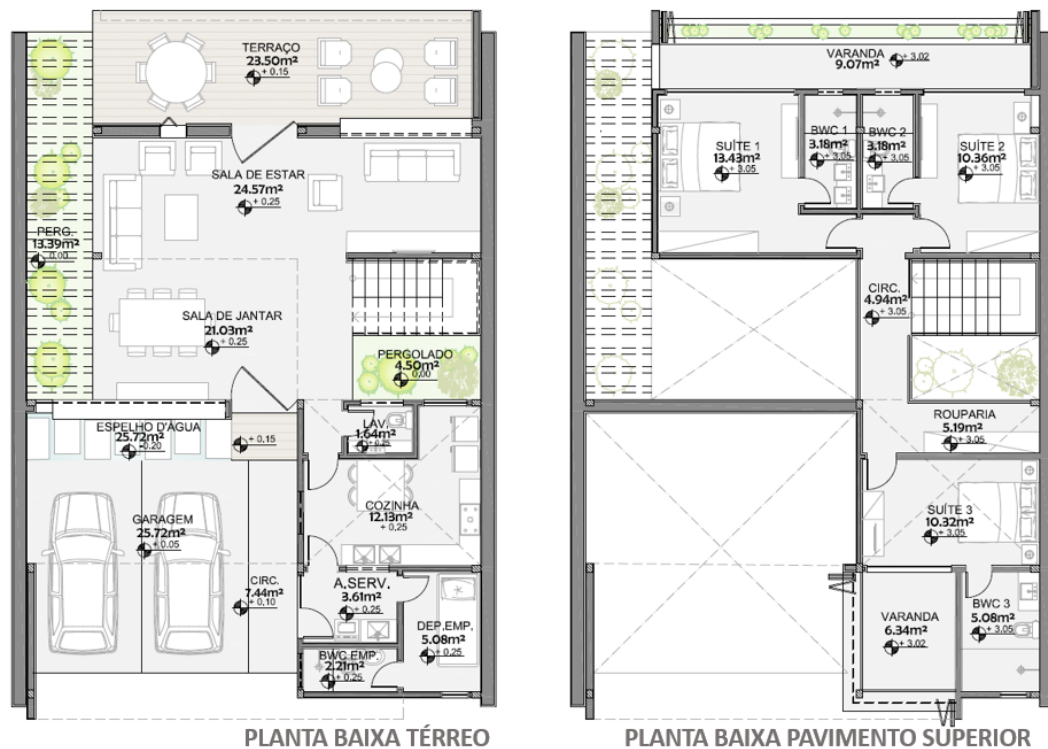 TERRAÇO
23.50m²
+ 0.15
SALA DE ESTAR
24.57m²
+ 0.25
PERG.
13.39m²
0,00
SALA DE JANTAR
21.03m²
+ 0.25
PERGOLADO
4.50m²
0,00
ESPELHO D'ÁGUA
25.72m²
-0.20
+ 0.15
LAV.
1.64m²
+ 0.25
COZINHA
12.13m²
+ 0.25
GARAGEM
25.72m²
+ 0.05
CIRC.
7.44m²
+ 0,10
A.SERV.
3.61m²
+ 0.25
DEP.EMP.
5.08m²
+ 0.25
BWC EMP.
2.21m²
+ 0.25
PLANTA BAIXA TÉRREO
VARANDA
9.07m²
+ 3.02
SUÍTE 1
13.43m²
+ 3.05
BWC 1
3.18m²
+ 3.05
BWC 2
3.18m²
+ 3.05
SUÍTE 2
10.36m²
+ 3.05
CIRC.
4.94m²
+ 3.05
ROUPARIA
5.19m²
+ 3.05
SUÍTE 3
10.32m²
+ 3.05
VARANDA
6.34m²
+ 3.02
BWC 3
5.08m²
+ 3.05
PLANTA BAIXA PAVIMENTO SUPERIOR